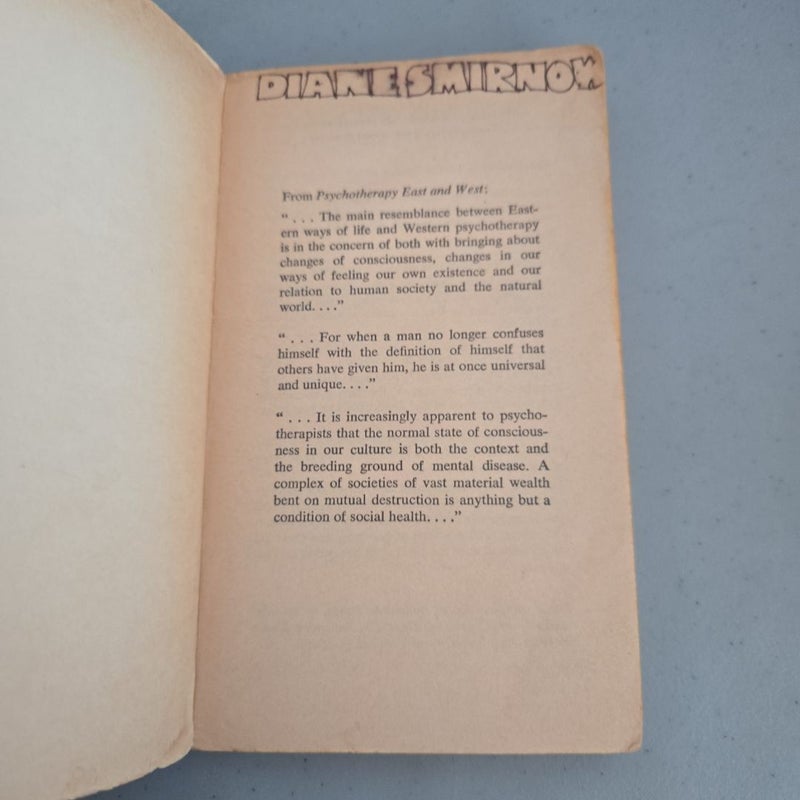 DIANE SMIRNOW
From Psychotherapy East and West:
“ . . . The main resemblance between East-
ern ways of life and Western psychotherapy
is in the concern of both with bringing about
changes of consciousness, changes in our
ways of feeling our own existence and our
relation to human society and the natural
world. . . .”
“ . . . For when a man no longer confuses
himself with the definition of himself that
others have given him, he is at once universal
and unique. . . .”
“ . . . It is increasingly apparent to psycho-
therapists that the normal state of conscious-
ness in our culture is both the context and
the breeding ground of mental disease. A
complex of societies of vast material wealth
bent on mutual destruction is anything but a
condition of social health. . . .”